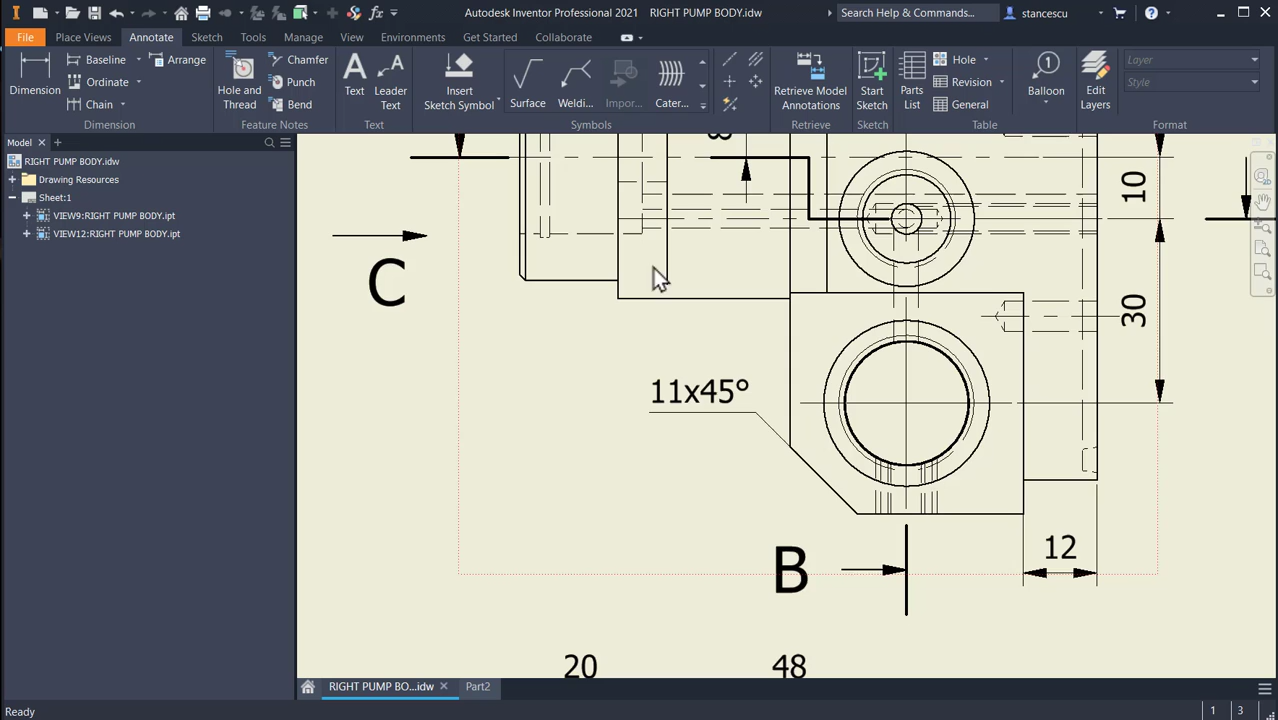 Autodesk Inventor Professional 2021 RIGHT PUMP BODY.idw
Search Help & Commands...
stancescu
File Place Views Annotate Sketch Tools Manage View Environments Get Started Collaborate
Dimension
Baseline
Ordinate
Chain
Arrange
Dimension
Hole and
Thread
Chamfer
Punch
Bend
Feature Notes
Text
Leader
Text
Text
Insert
Sketch Symbol
Surface
Weldi...
Impor...
Cater...
Symbols
Retrieve Model
Annotations
Retrieve
Start
Sketch
Sketch
Parts
List
Hole
Revision
General
Table
Balloon
Edit
Layers
Layer
Style
Format
Model
RIGHT PUMP BODY.idw
Drawing Resources
Sheet:1
VIEW9:RIGHT PUMP BODY.ipt
VIEW12:RIGHT PUMP BODY.ipt
10
C
30
11x45°
B
12
20
48
RIGHT PUMP BO...idw
Part2
Ready
1
3